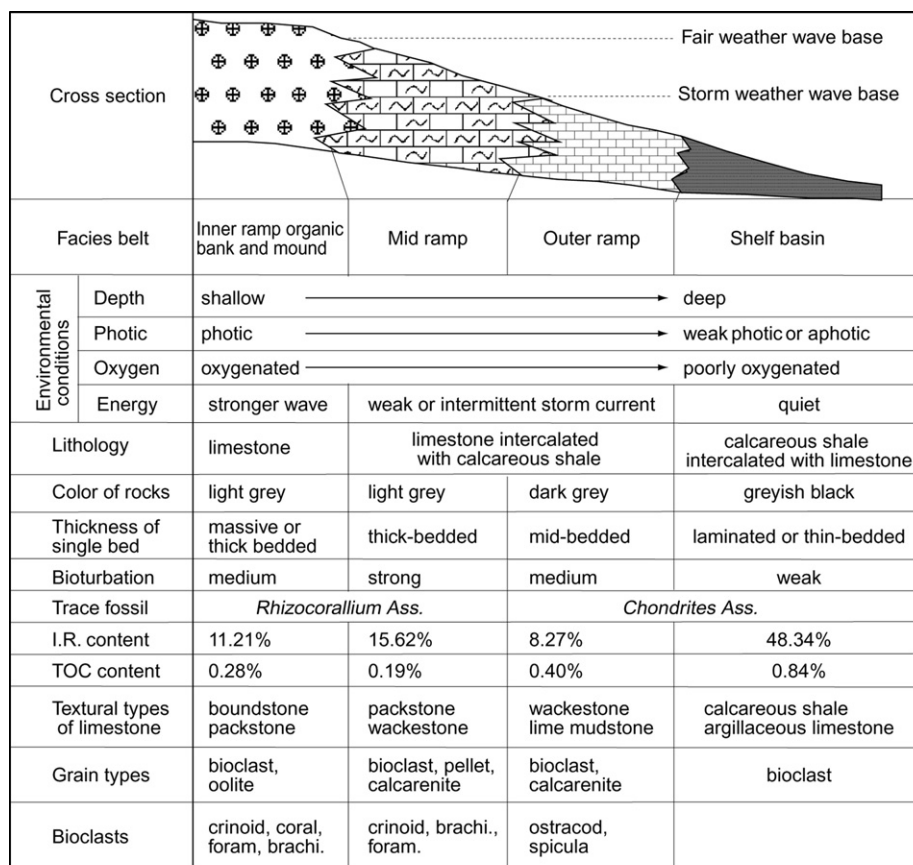 Fair weather wave base
Cross section
Storm weather wave base
Facies belt
Inner ramp organic
bank and mound
Mid ramp
Outer ramp
Shelf basin
Environmental
conditions
Depth
shallow
deep
Photic
photic
weak photic or aphotic
Oxygen
oxygenated
poorly oxygenated
Energy
stronger wave
weak or intermittent storm current
quiet
Lithology
limestone
limestone intercalated
with calcareous shale
calcareous shale
intercalated with limestone
Color of rocks
light grey
light grey
dark grey
greyish black
Thickness of
single bed
massive or
thick bedded
thick-bedded
mid-bedded
laminated or thin-bedded
Bioturbation
medium
strong
medium
weak
Trace fossil
Rhizocorallium Ass.
Chondrites Ass.
I.R. content
11.21%
15.62%
8.27%
48.34%
TOC content
0.28%
0.19%
0.40%
0.84%
Textural types
of limestone
boundstone
packstone
packstone
wackestone
wackestone
lime mudstone
calcareous shale
argillaceous limestone
Grain types
bioclast,
oolite
bioclast, pellet,
calcarenite
bioclast,
calcarenite
bioclast
Bioclasts
crinoid, coral,
foram, brachi.
crinoid, brachi.,
foram.
ostracod,
spicula